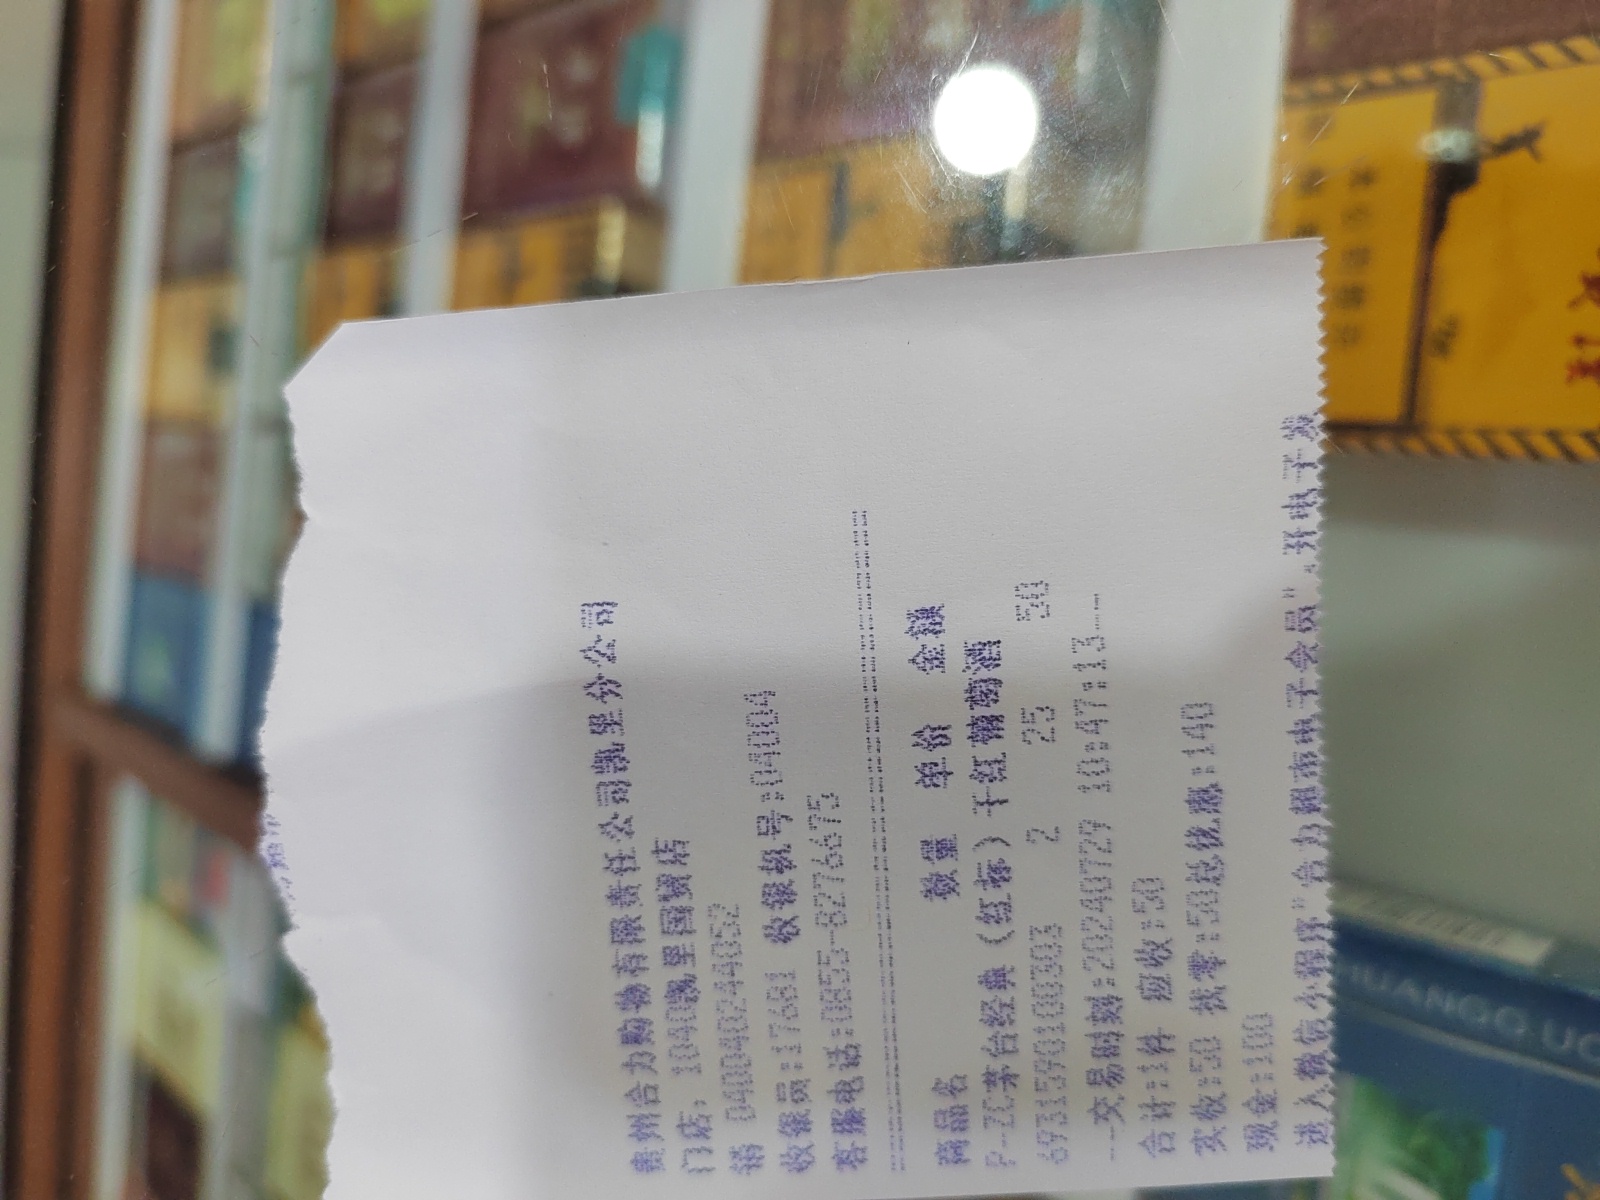 贵州合力购物有限责任公司凯里分公司
门店: 1040凯里国贸店
销 04004024A052
收银员:17681 收银机号:04004
客服电话:0855-8276675
商品名 数量 单价 金额
P-ZC茅台经典（红标）干红葡萄酒
6931590100303 2 25 50
--交易时刻:20240729 10:47:13--
合计:1件 应收:50
实收:50 找零:50总优惠:140
现金:100
进入微信小程序"合力超市电子会员",开电子发
HUANGGUO